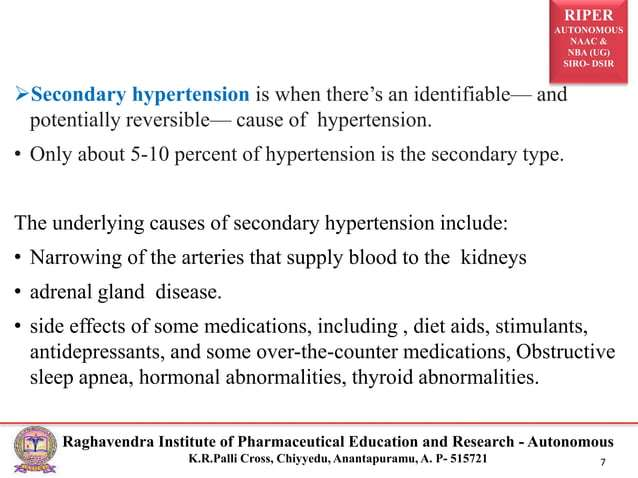 RIPER
AUTONOMOUS
NAAC &
NBA (UG)
SIRO- DSIR
➢Secondary hypertension is when there’s an identifiable— and
potentially reversible— cause of hypertension.
• Only about 5-10 percent of hypertension is the secondary type.
The underlying causes of secondary hypertension include:
• Narrowing of the arteries that supply blood to the kidneys
• adrenal gland disease.
• side effects of some medications, including , diet aids, stimulants,
antidepressants, and some over-the-counter medications, Obstructive
sleep apnea, hormonal abnormalities, thyroid abnormalities.
Raghavendra Institute of Pharmaceutical Education and Research - Autonomous
K.R.Palli Cross, Chiyyedu, Anantapuramu, A. P- 515721
7